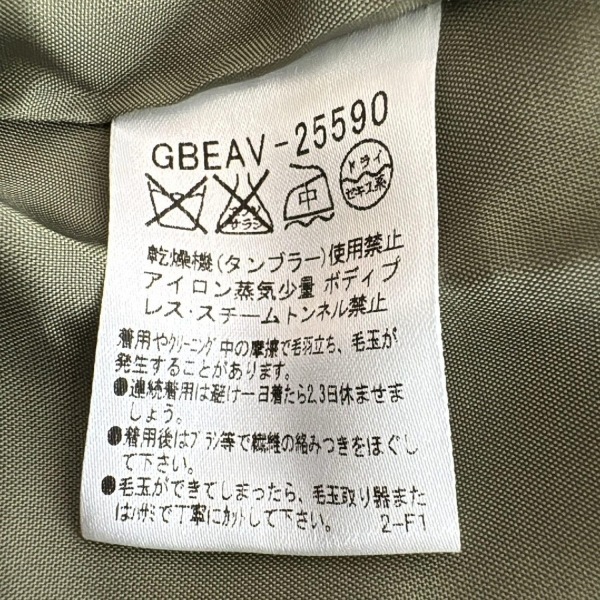 GBEAV-25590
エンソ サラシ 中 ドライ セキユ系
乾燥機(タンブラー)使用禁止
アイロン蒸気少量 ボディプ
レス・スチームトンネル禁止
着用やクリーニング中の摩擦で毛羽立ち、毛玉が
発生することがあります。
●連続着用は避け一日着たら2,3日休ませま
しょう。
●着用後はブラシ等で繊維の絡みつきをほぐし
て下さい。
●毛玉ができてしまったら、毛玉取り器また
はハサミで丁寧にカットして下さい。 2-F1